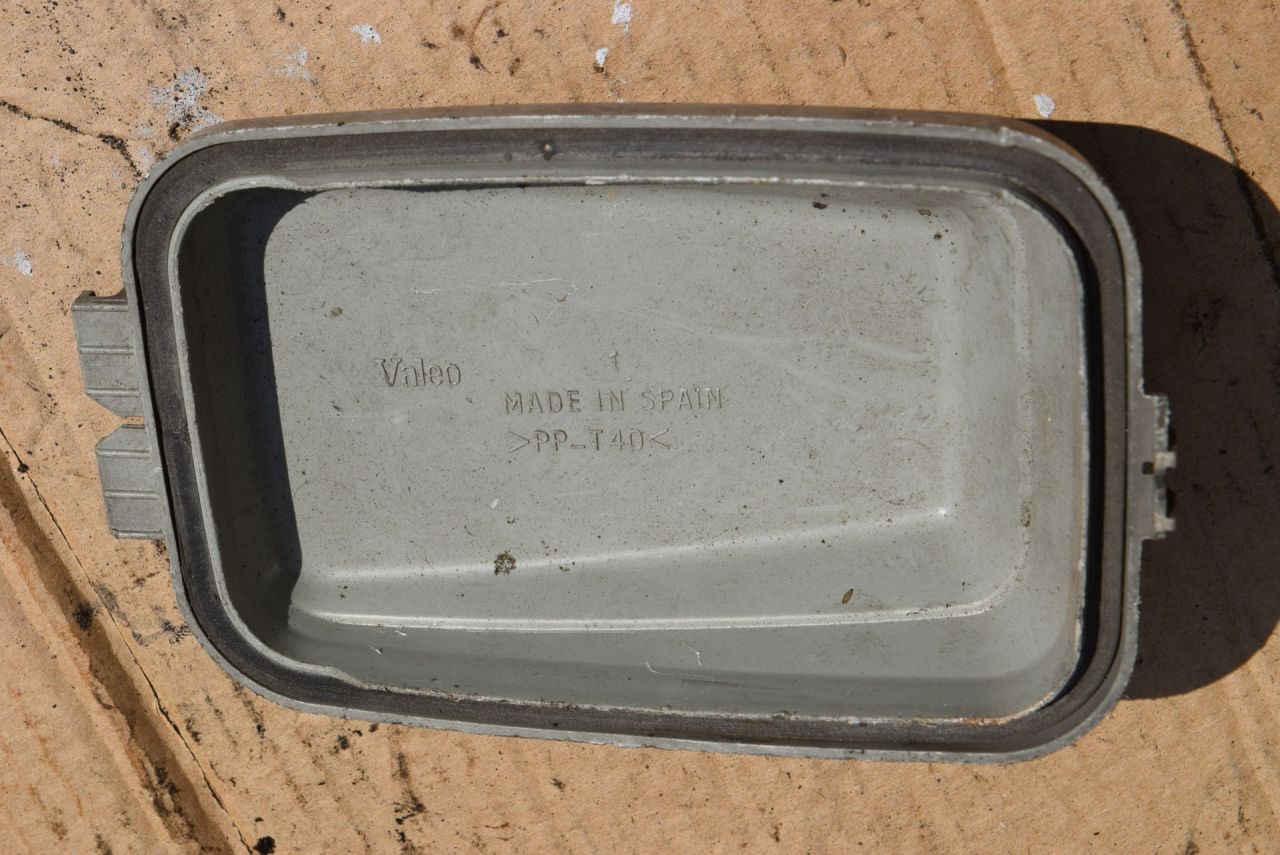 Valeo
1
MADE IN SPAIN
>PP-T40<